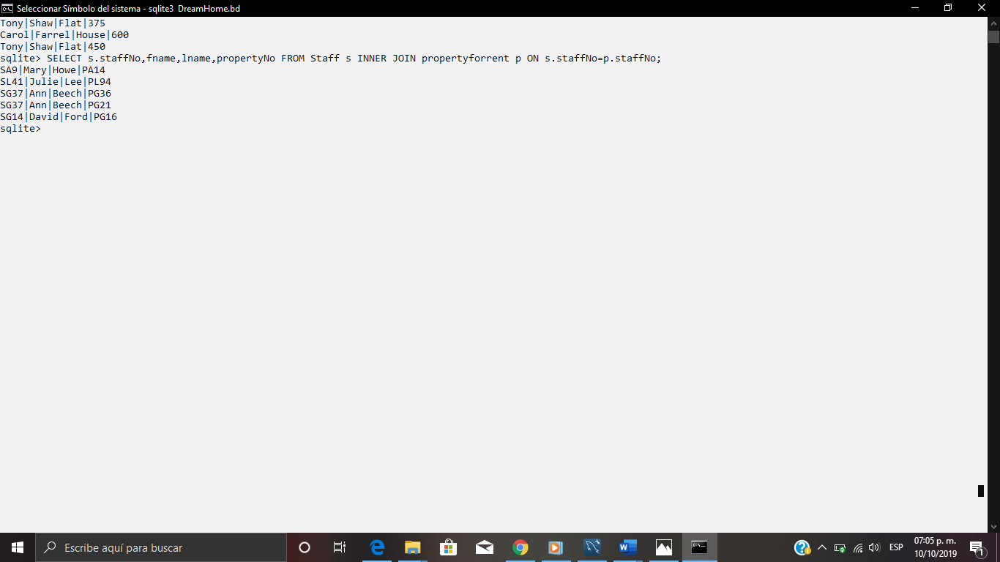 Seleccionar Símbolo del sistema - sqlite3 DreamHome.bd
Tony|Shaw|Flat|375
Carol|Farrel|House|600
Tony|Shaw|Flat|450
sqlite> SELECT s.staffNo,fname,lname,propertyNo FROM Staff s INNER JOIN propertyforrent p ON s.staffNo=p.staffNo;
SA9|Mary|Howe|PA14
SL41|Julie|Lee|PL94
SG37|Ann|Beech|PG36
SG37|Ann|Beech|PG21
SG14|David|Ford|PG16
sqlite>
Escribe aquí para buscar
ESP
07:05 p. m.
10/10/2019
1